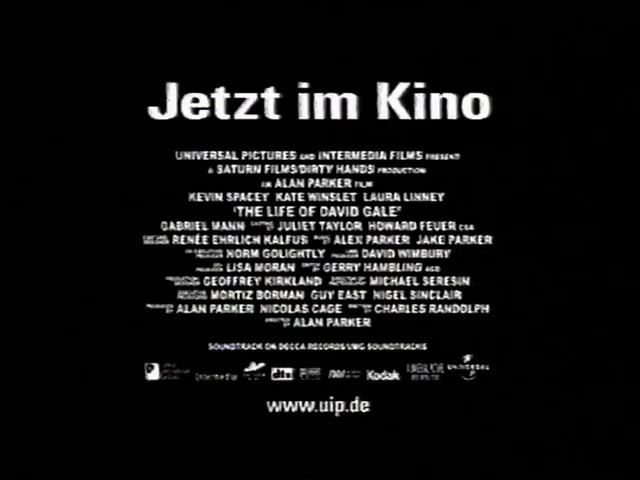 Jetzt im Kino
UNIVERSAL PICTURES AND INTERMEDIA FILMS PRESENT
A SATURN FILMS/DIRTY HANDS PRODUCTION
AN ALAN PARKER FILM
KEVIN SPACEY KATE WINSLET LAURA LINNEY
'THE LIFE OF DAVID GALE'
GABRIEL MANN JULIET TAYLOR HOWARD FEUER CSA
RENÉE EHRLICH KALFUS ALEX PARKER JAKE PARKER
NORM GOLIGHTLY DAVID WIMBURY
LISA MORAN GERRY HAMBLING ACE
GEOFFREY KIRKLAND MICHAEL SERESIN
MORTIZ BORMAN GUY EAST NIGEL SINCLAIR
ALAN PARKER NICOLAS CAGE CHARLES RANDOLPH
ALAN PARKER
SOUNDTRACK ON DECCA RECORDS/UMG SOUNDTRACKS
intermedia dts Kodak UNIVERSAL
www.uip.de